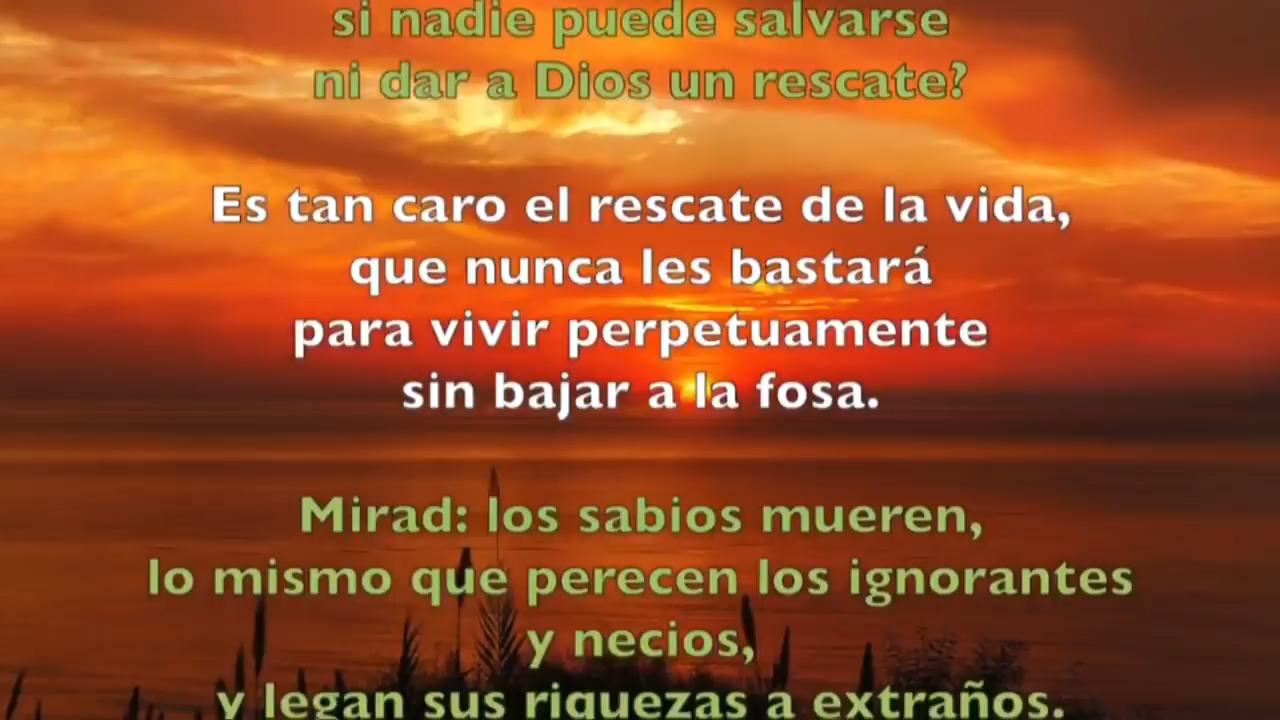 si nadie puede salvarse
ni dar a Dios un rescate?
Es tan caro el rescate de la vida,
que nunca les bastará
para vivir perpetuamente
sin bajar a la fosa.
Mirad: los sabios mueren,
lo mismo que perecen los ignorantes
y necios,
y legan sus riquezas a extraños.